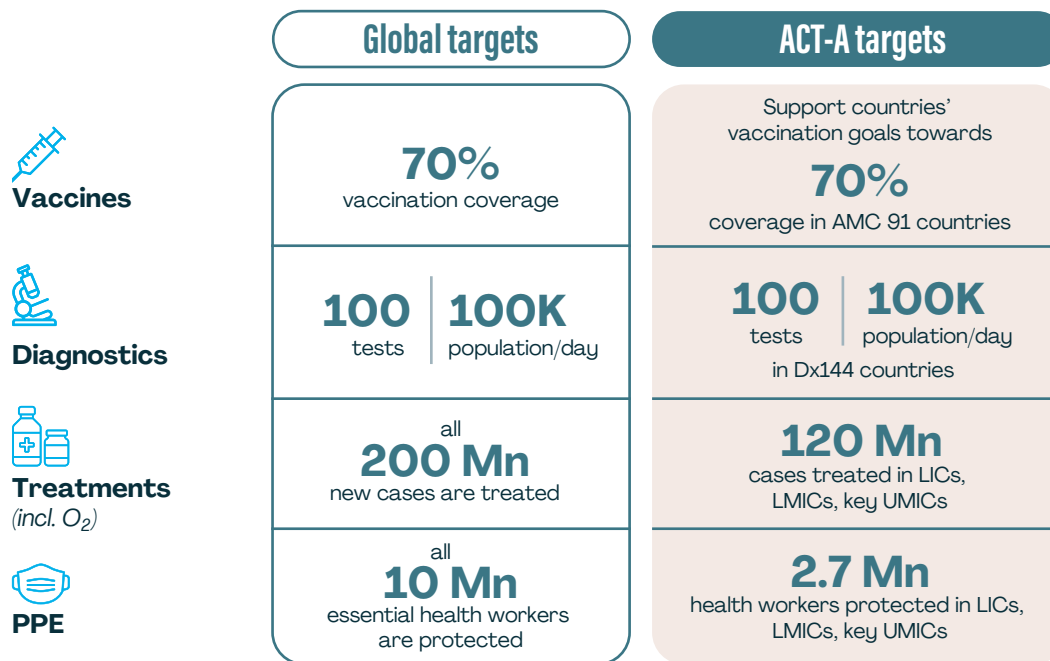 Global targets
ACT-A targets
Vaccines
70%
vaccination coverage
Support countries’
vaccination goals towards
70%
coverage in AMC 91 countries
Diagnostics
100
tests
100K
population/day
100
tests
100K
population/day
in Dx144 countries
Treatments
(incl. O₂)
all
200 Mn
new cases are treated
120 Mn
cases treated in LICs,
LMICs, key UMICs
PPE
all
10 Mn
essential health workers
are protected
2.7 Mn
health workers protected in LICs,
LMICs, key UMICs